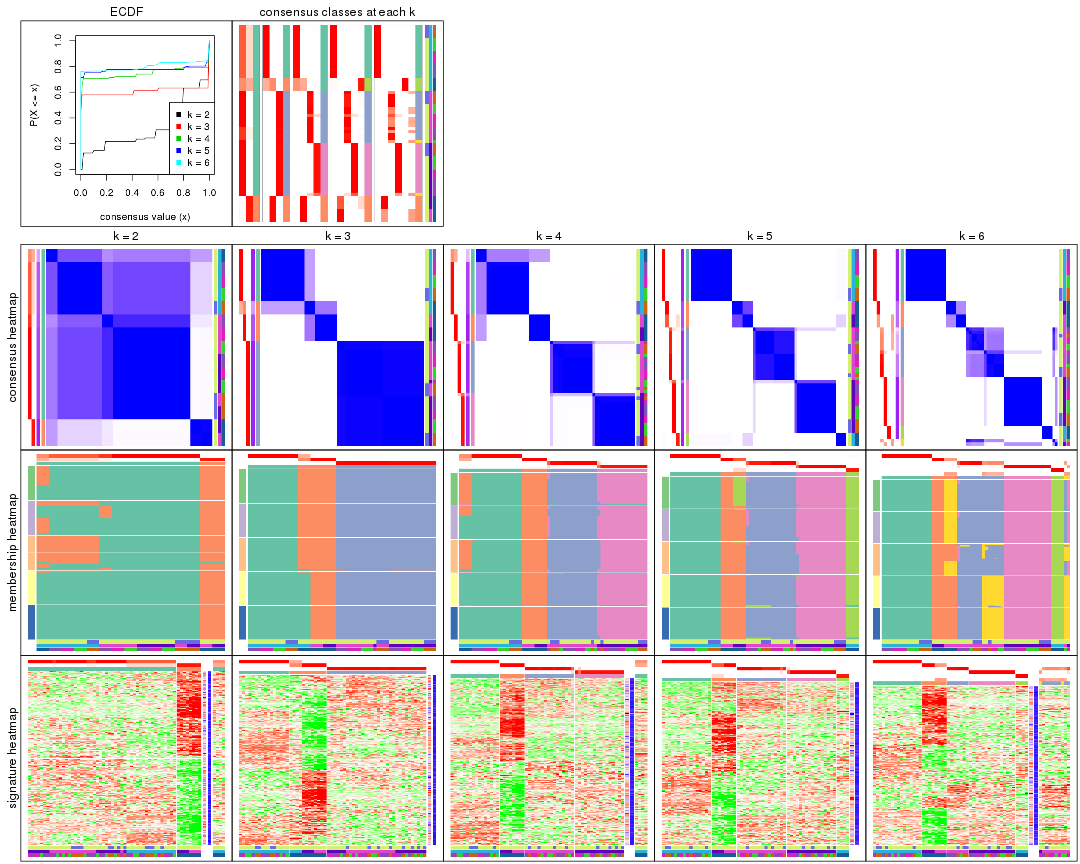 ECDF
consensus classes at each k
P(X <= x)
1.0
0.8
0.6
0.4
0.2
0.0
k = 2
k = 3
k = 4
k = 5
k = 6
0.0 0.2 0.4 0.6 0.8 1.0
consensus value (x)
k = 2 k = 3 k = 4 k = 5 k = 6
consensus heatmap
membership heatmap
signature heatmap